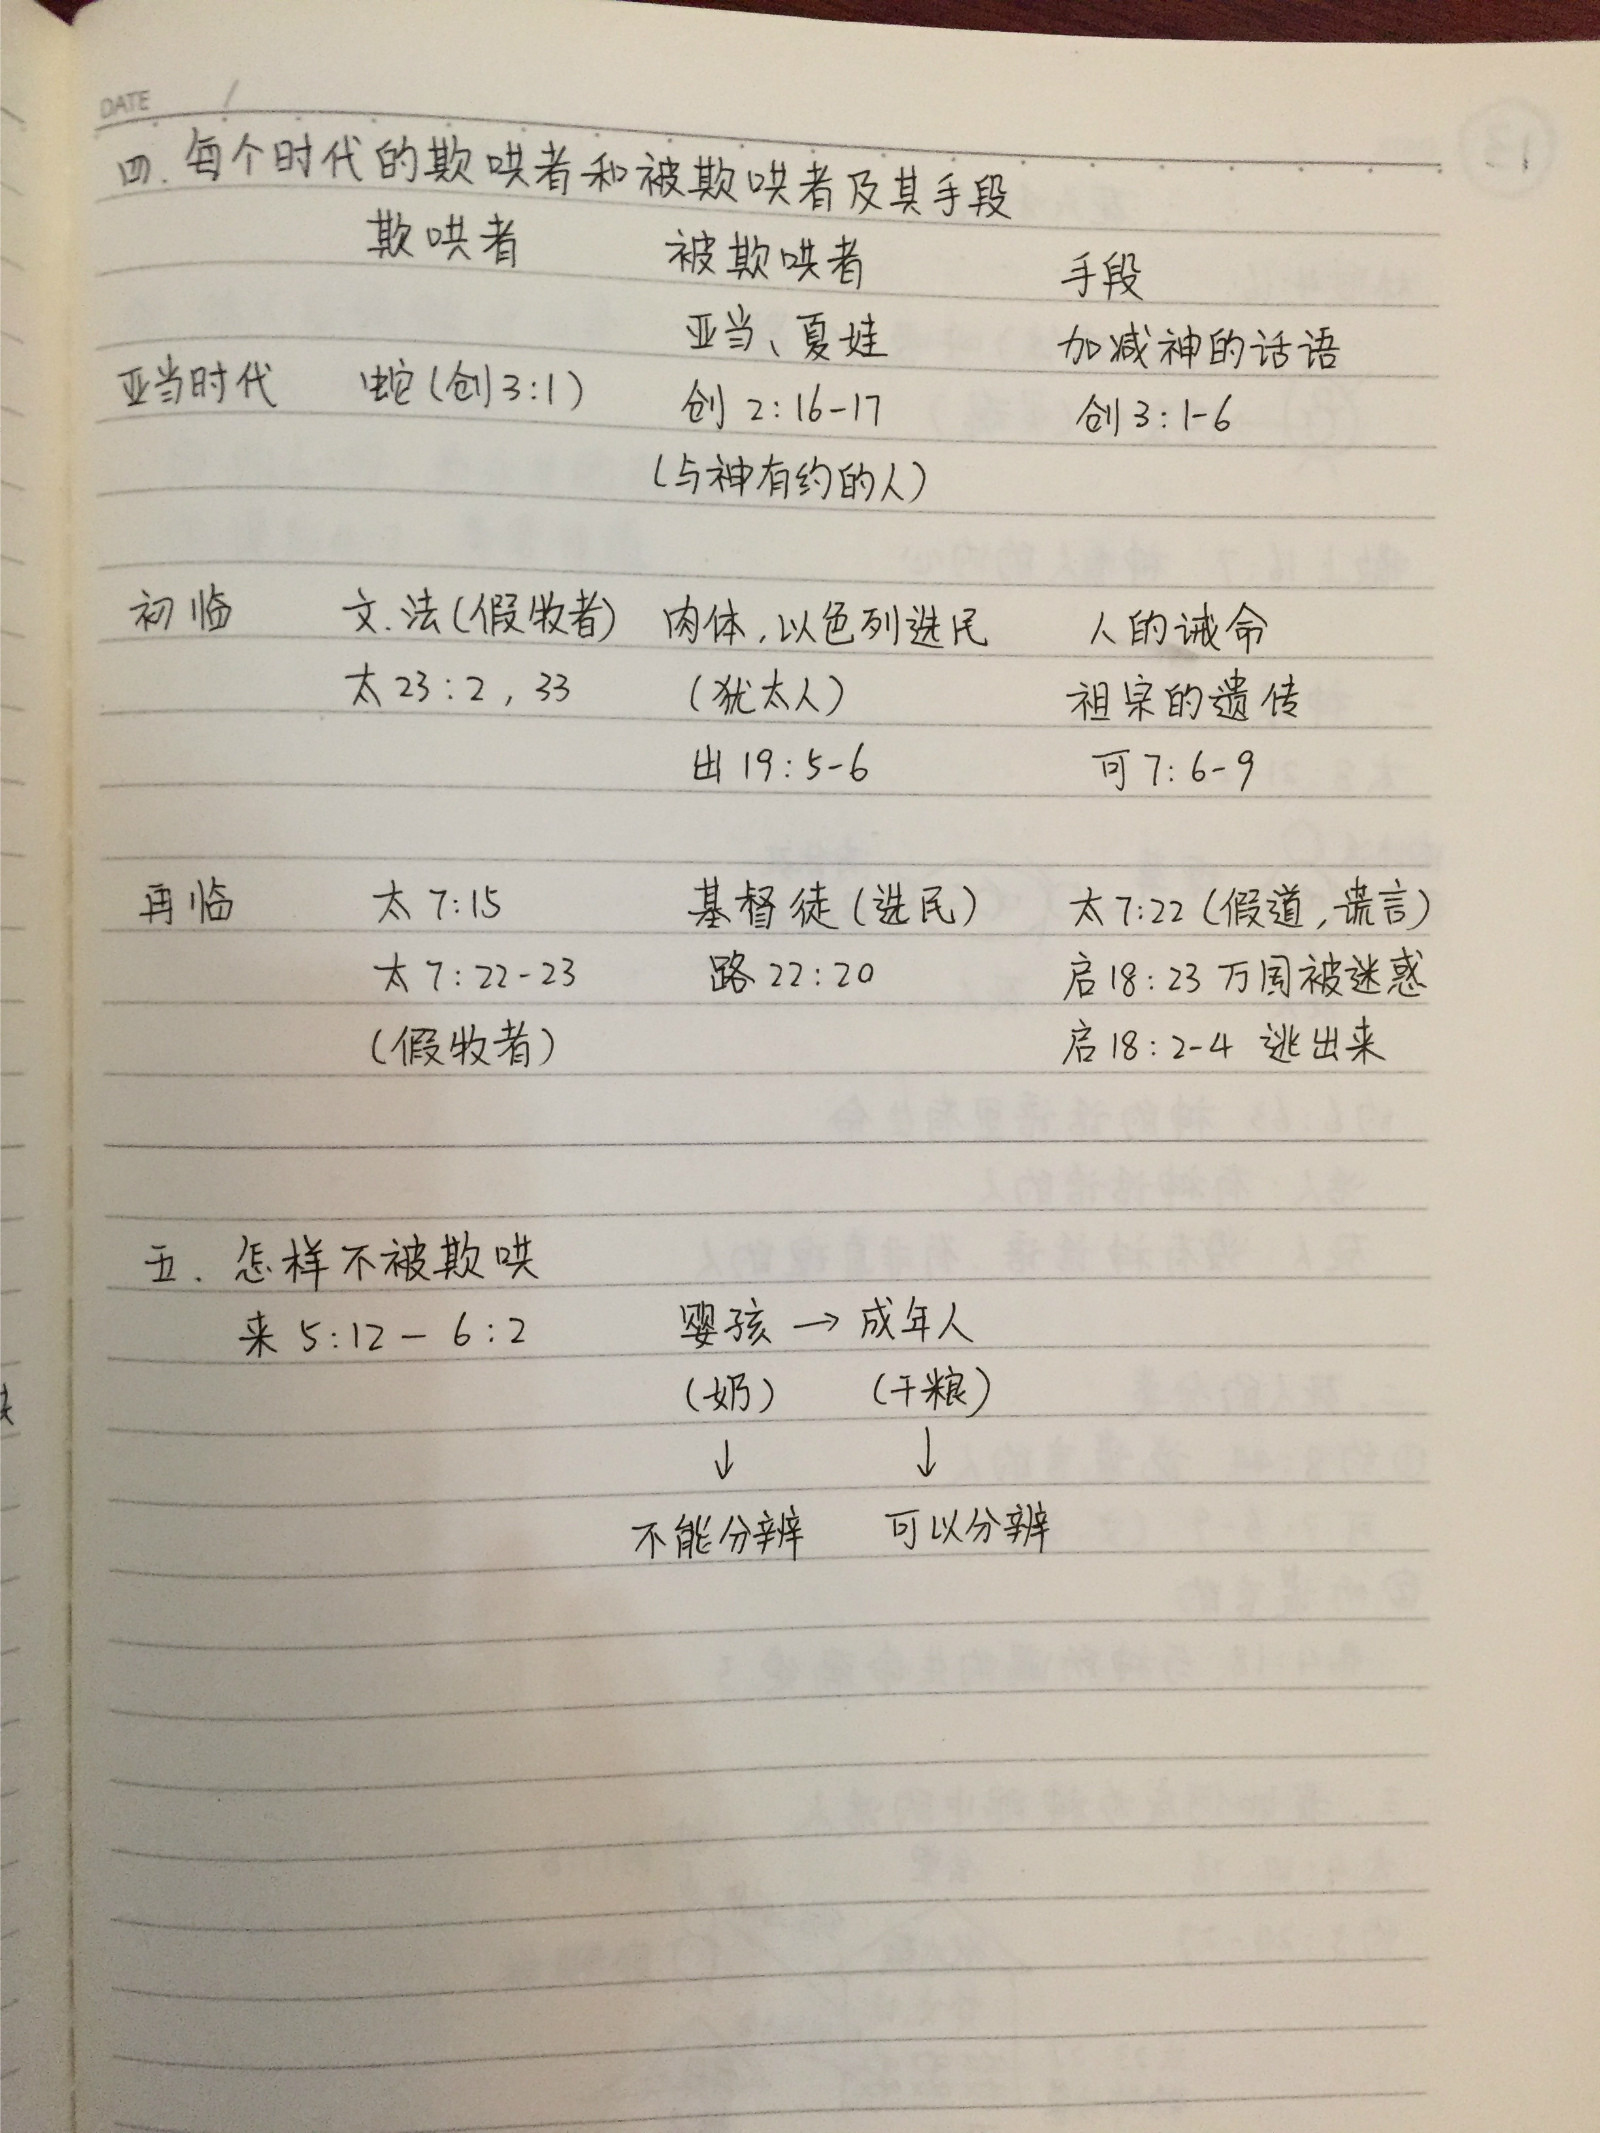 DATE /
四. 每个时代的欺哄者和被欺哄者及其手段
欺哄者 被欺哄者 手段
亚当、夏娃 加减神的话语
亚当时代 蛇(创3:1) 创2:16-17 创3:1-6
(与神有约的人)
初临 文.法(假牧者) 肉体,以色列选民 人的诫命
太23:2,33 (犹太人) 祖宗的遗传
出19:5-6 可7:6-9
再临 太7:15 基督徒(选民) 太7:22(假道,谎言)
太7:22-23 路22:20 启18:23 万国被迷惑
(假牧者) 启18:2-4 逃出来
五. 怎样不被欺哄
来5:12-6:2 婴孩→成年人
(奶) (干粮)
↓ ↓
不能分辨 可以分辨